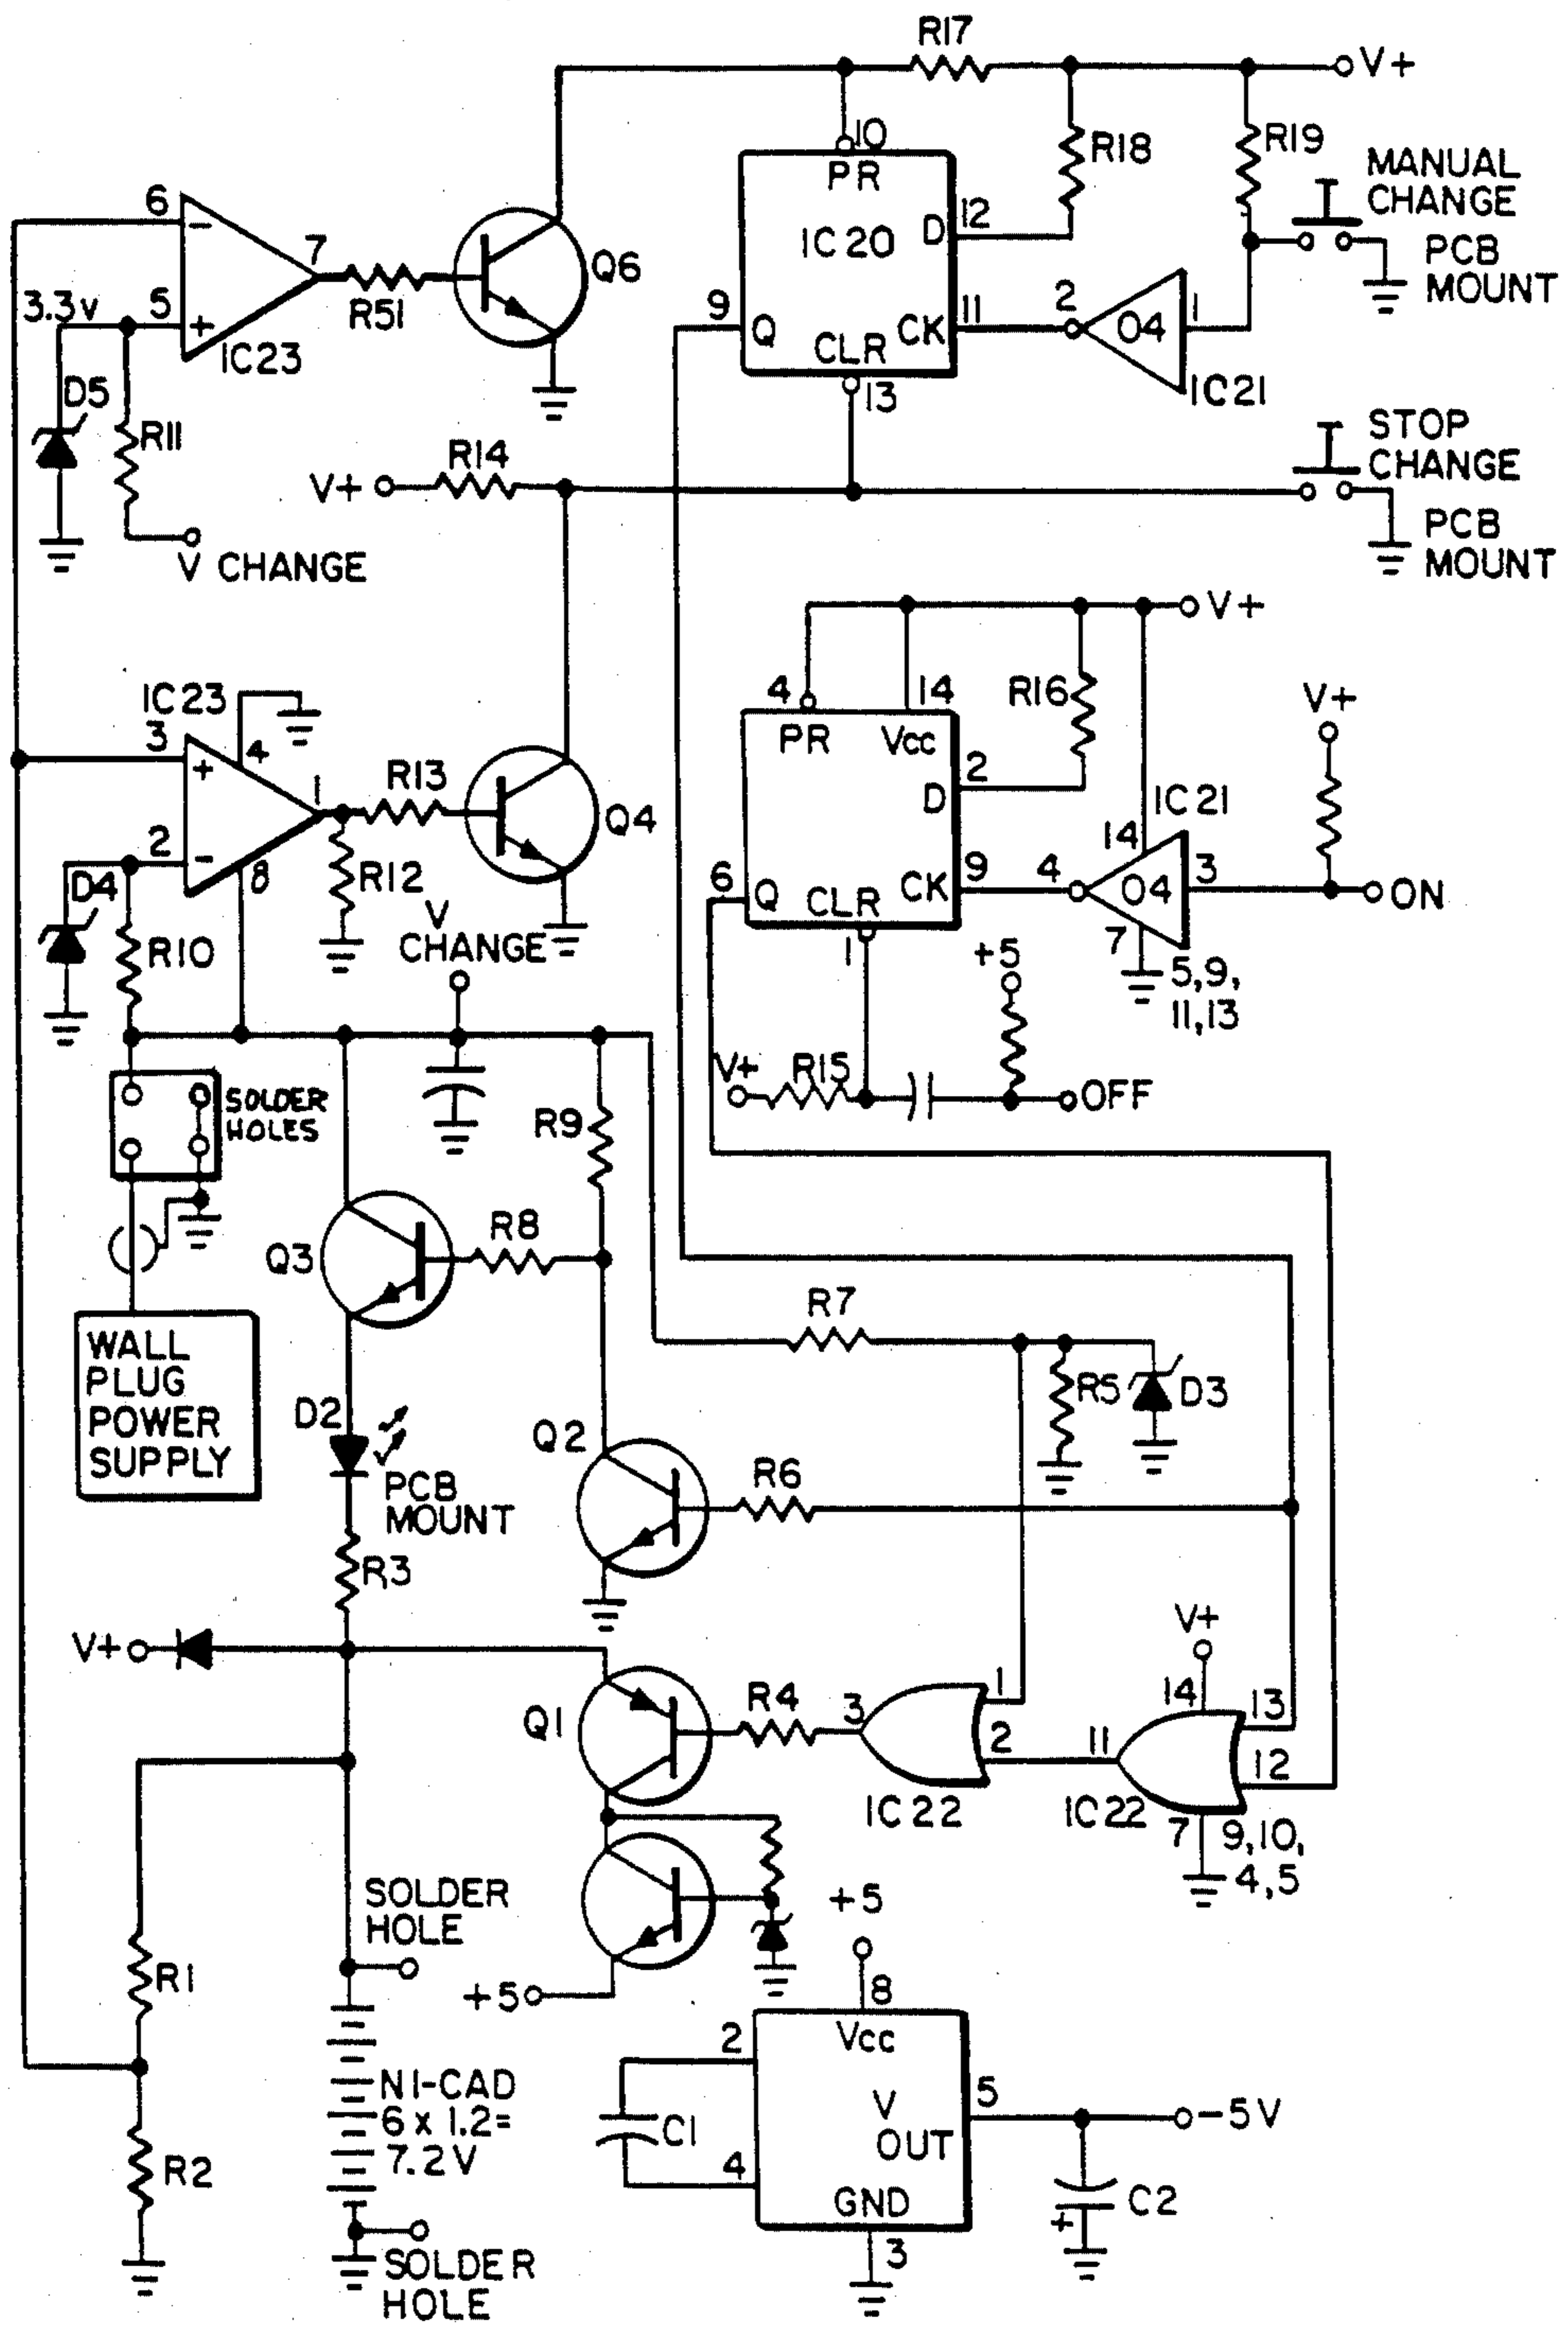 R17
V+
10
PR
R18
R19
MANUAL
CHANGE
PCB
MOUNT
6
-
7
R51
Q6
3.3v
5
+
IC23
D5
R11
V CHANGE
IC20
D
12
9
Q
CK
11
CLR
13
2
04
1
IC21
STOP
CHANGE
PCB
MOUNT
V+
R14
V+
4
14
PR
Vcc
R16
V+
2
D
IC21
14
IC23
3
4
+
1
R13
Q4
2
-
8
R12
D4
R10
V
CHANGE
6
Q
CLR
CK
9
4
04
3
ON
7
5,9,
11,13
1
+5
V+
R15
OFF
SOLDER
HOLES
R9
Q3
R8
R7
WALL
PLUG
POWER
SUPPLY
D2
PCB
MOUNT
R5
D3
Q2
R6
R3
V+
V+
14
13
Q1
R4
3
1
2
11
12
IC22
IC22
7
9,10,
4,5
SOLDER
HOLE
+5
+5
8
R1
Vcc
2
NI-CAD
6 x 1.2=
7.2V
C1
V
OUT
5
-5V
4
R2
GND
C2
+
3
SOLDER
HOLE